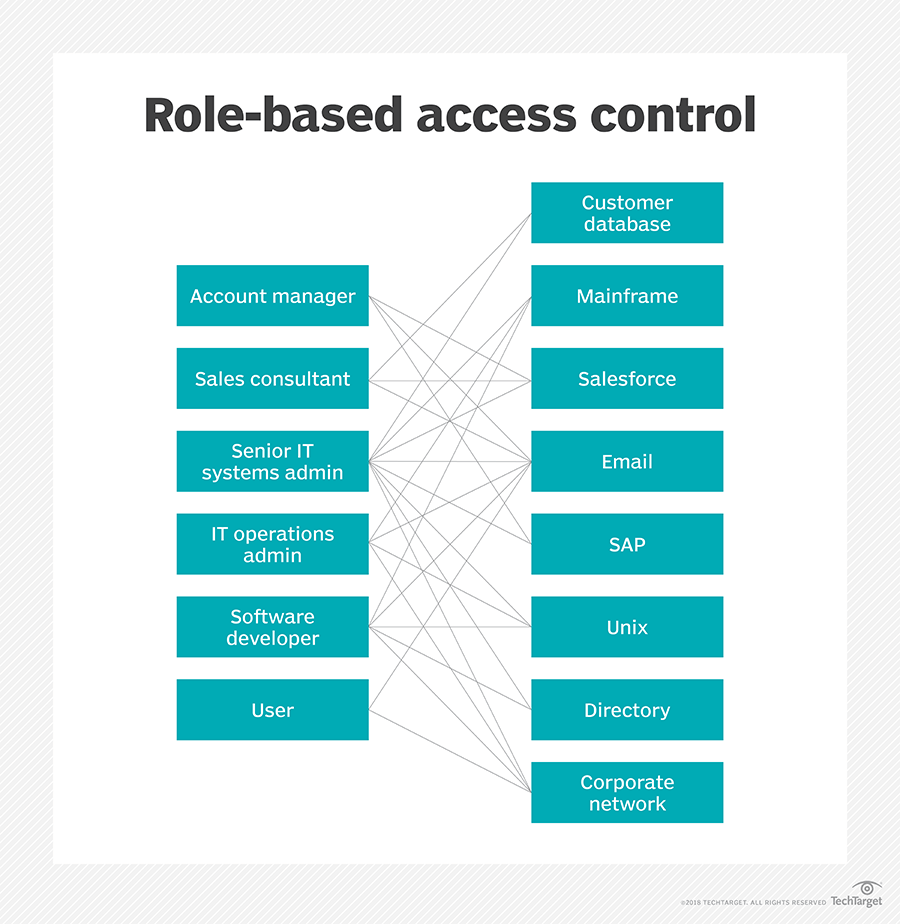 Role-based access control
Account manager
Sales consultant
Senior IT
systems admin
IT operations
admin
Software
developer
User
Customer
database
Mainframe
Salesforce
Email
SAP
Unix
Directory
Corporate
network
©2018 TECHTARGET. ALL RIGHTS RESERVED
TechTarget